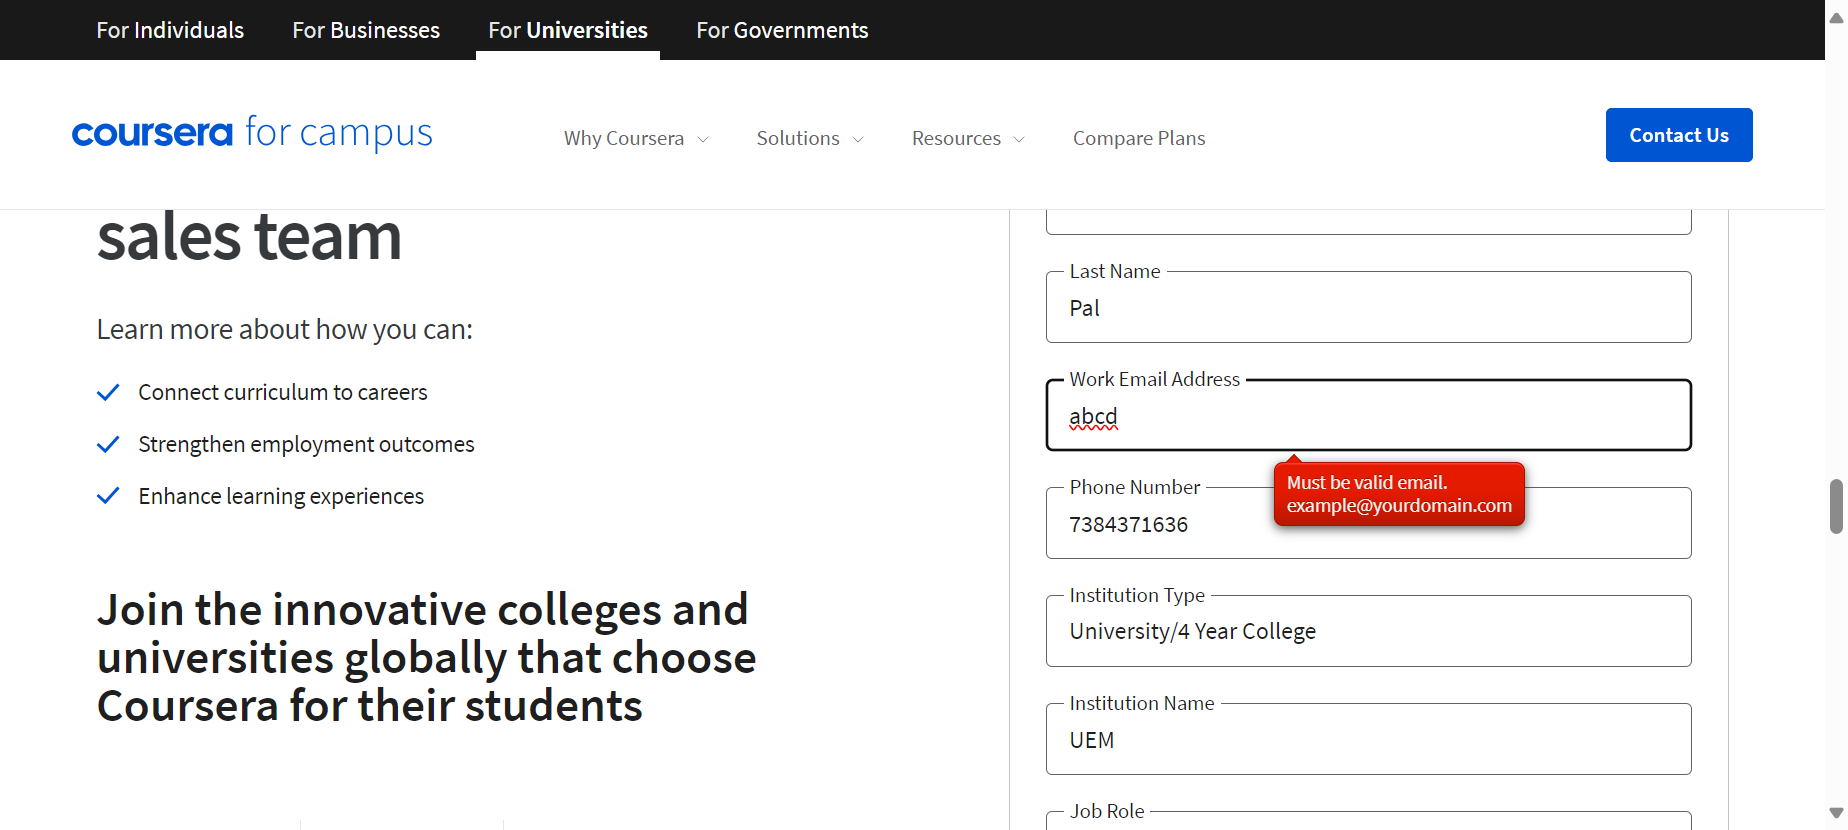 For Individuals
For Businesses
For Universities
For Governments
coursera for campus
Why Coursera
Solutions
Resources
Compare Plans
Contact Us
sales team
Learn more about how you can:
Connect curriculum to careers
Strengthen employment outcomes
Enhance learning experiences
Join the innovative colleges and
universities globally that choose
Coursera for their students
Last Name
Pal
Work Email Address
abcd
Must be valid email.
example@yourdomain.com
Phone Number
7384371636
Institution Type
University/4 Year College
Institution Name
UEM
Job Role